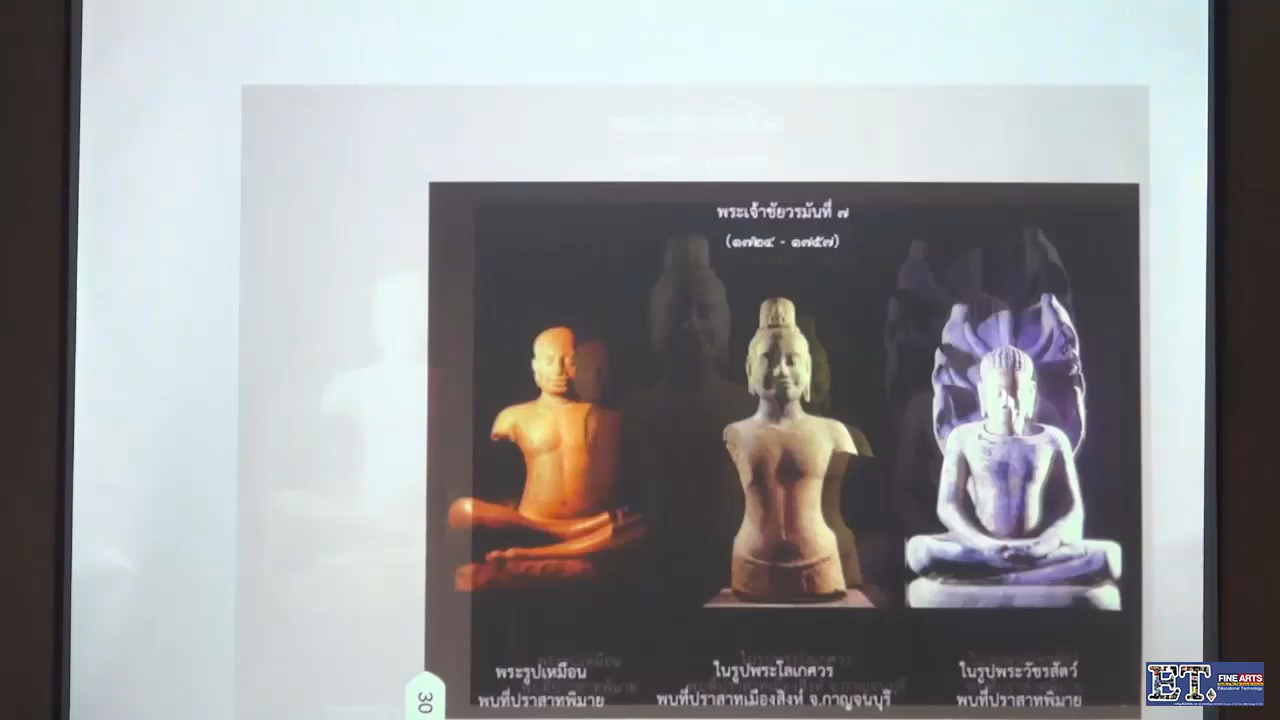 พระเจ้าชัยวรมันที่ ๗
(๑๗๒๔ - ๑๗๕๗)
พระรูปเหมือน
พบที่ปราสาทพิมาย
ในรูปพระโลเกศวร
พบที่ปราสาทเมืองสิงห์ จ.กาญจนบุรี
ในรูปพระวัชรสัตว์
พบที่ปราสาทพิมาย
30
ET.
FINE ARTS
Educational Technology